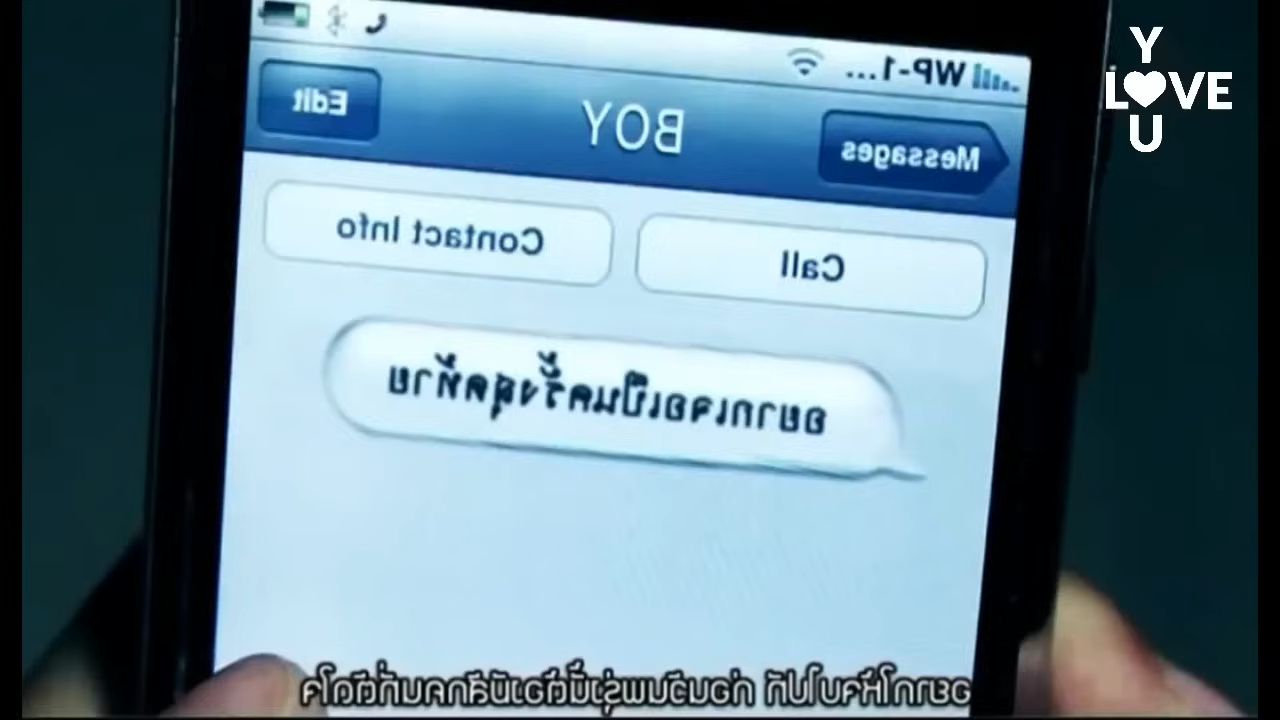 WP-1...
Messages BOY Edit
Call Contact Info
อยากเจอเป็นครั้งสุดท้าย
Y
L♥VE
U